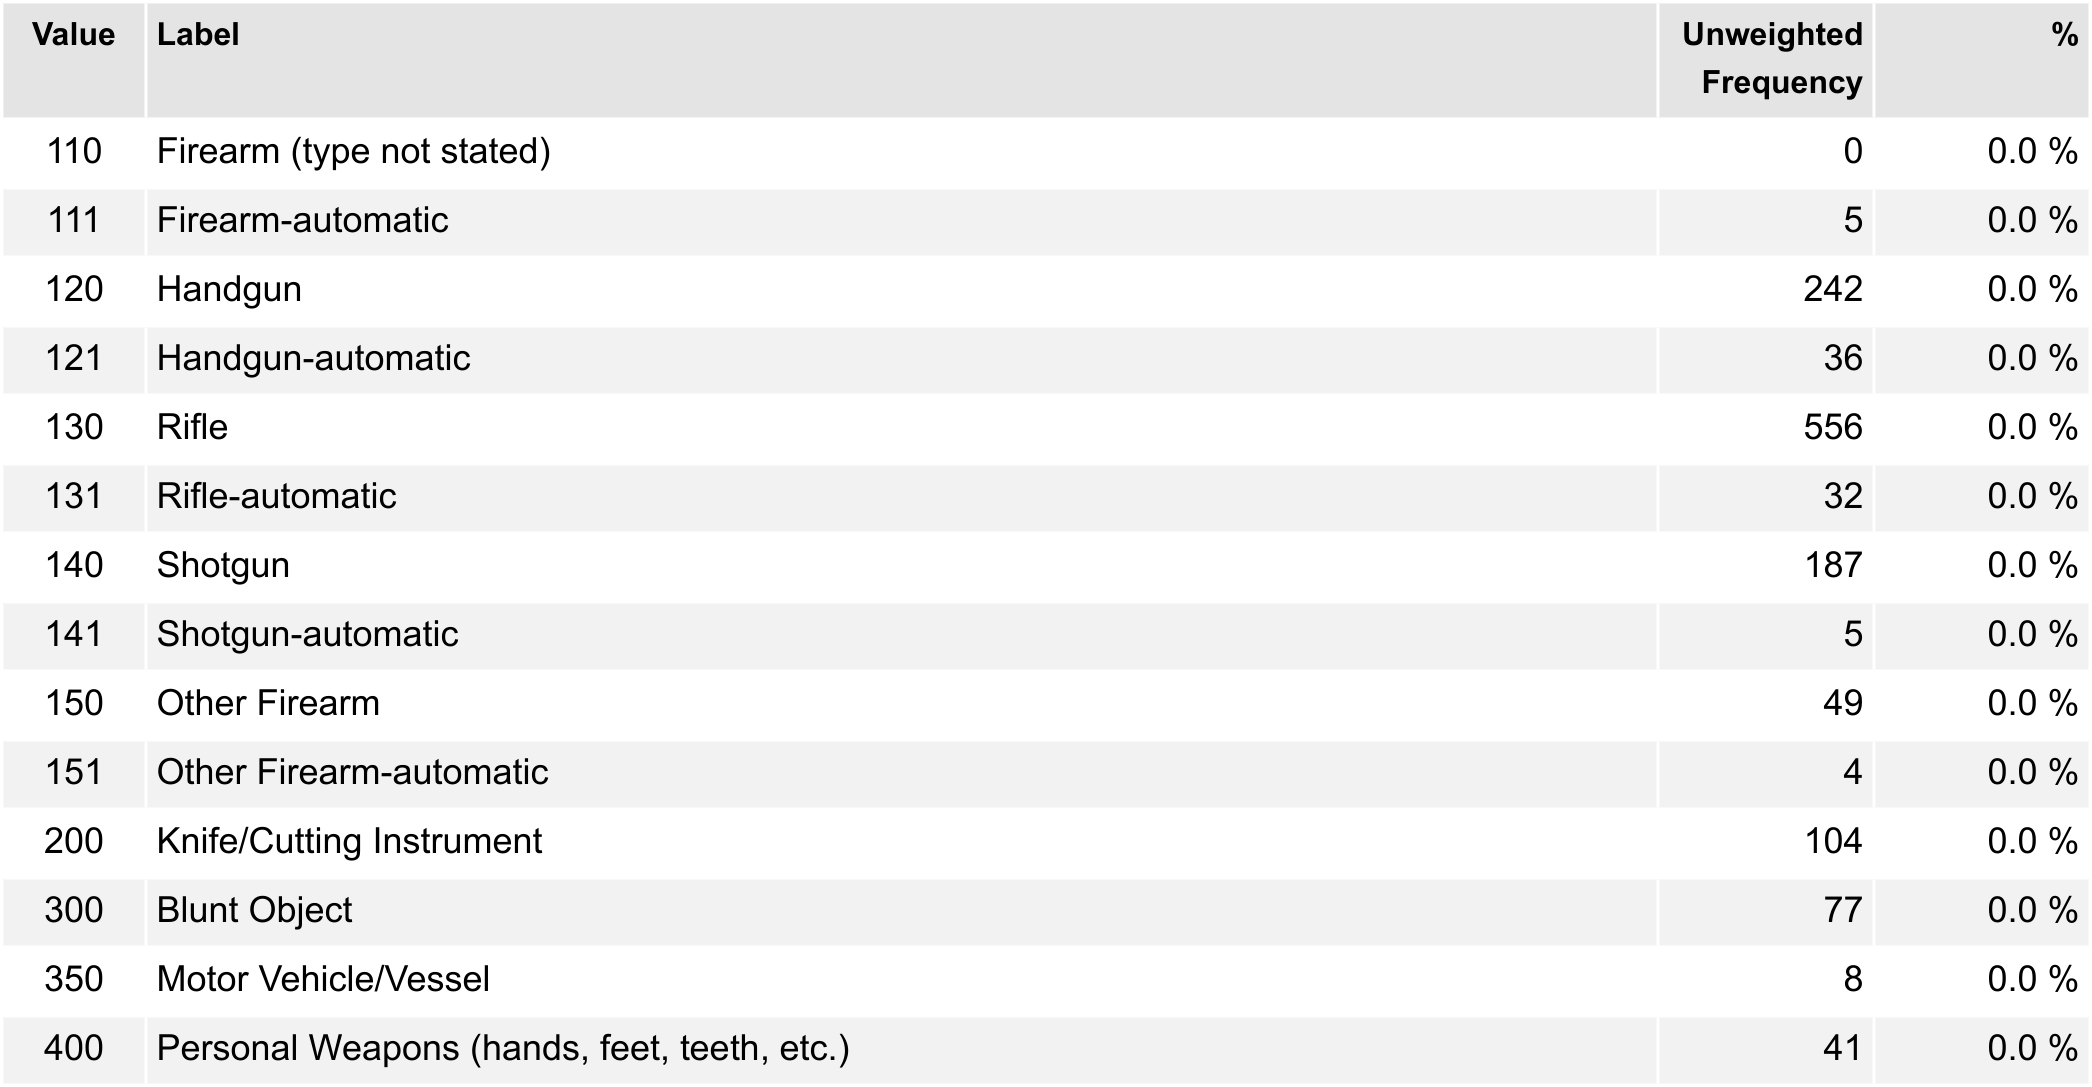 Value Label Unweighted Frequency %
110 Firearm (type not stated) 0 0.0 %
111 Firearm-automatic 5 0.0 %
120 Handgun 242 0.0 %
121 Handgun-automatic 36 0.0 %
130 Rifle 556 0.0 %
131 Rifle-automatic 32 0.0 %
140 Shotgun 187 0.0 %
141 Shotgun-automatic 5 0.0 %
150 Other Firearm 49 0.0 %
151 Other Firearm-automatic 4 0.0 %
200 Knife/Cutting Instrument 104 0.0 %
300 Blunt Object 77 0.0 %
350 Motor Vehicle/Vessel 8 0.0 %
400 Personal Weapons (hands, feet, teeth, etc.) 41 0.0 %